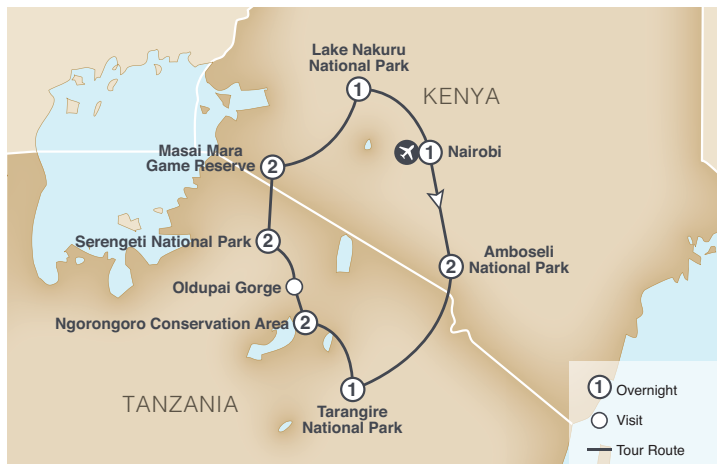 Lake Nakuru
National Park
1
KENYA
Masai Mara
Game Reserve
2
1
Nairobi
Serengeti National Park
2
Amboseli
National Park
2
Oldupai Gorge
Ngorongoro Conservation Area
2
1
TANZANIA
Tarangire
National Park
1 Overnight
Visit
Tour Route